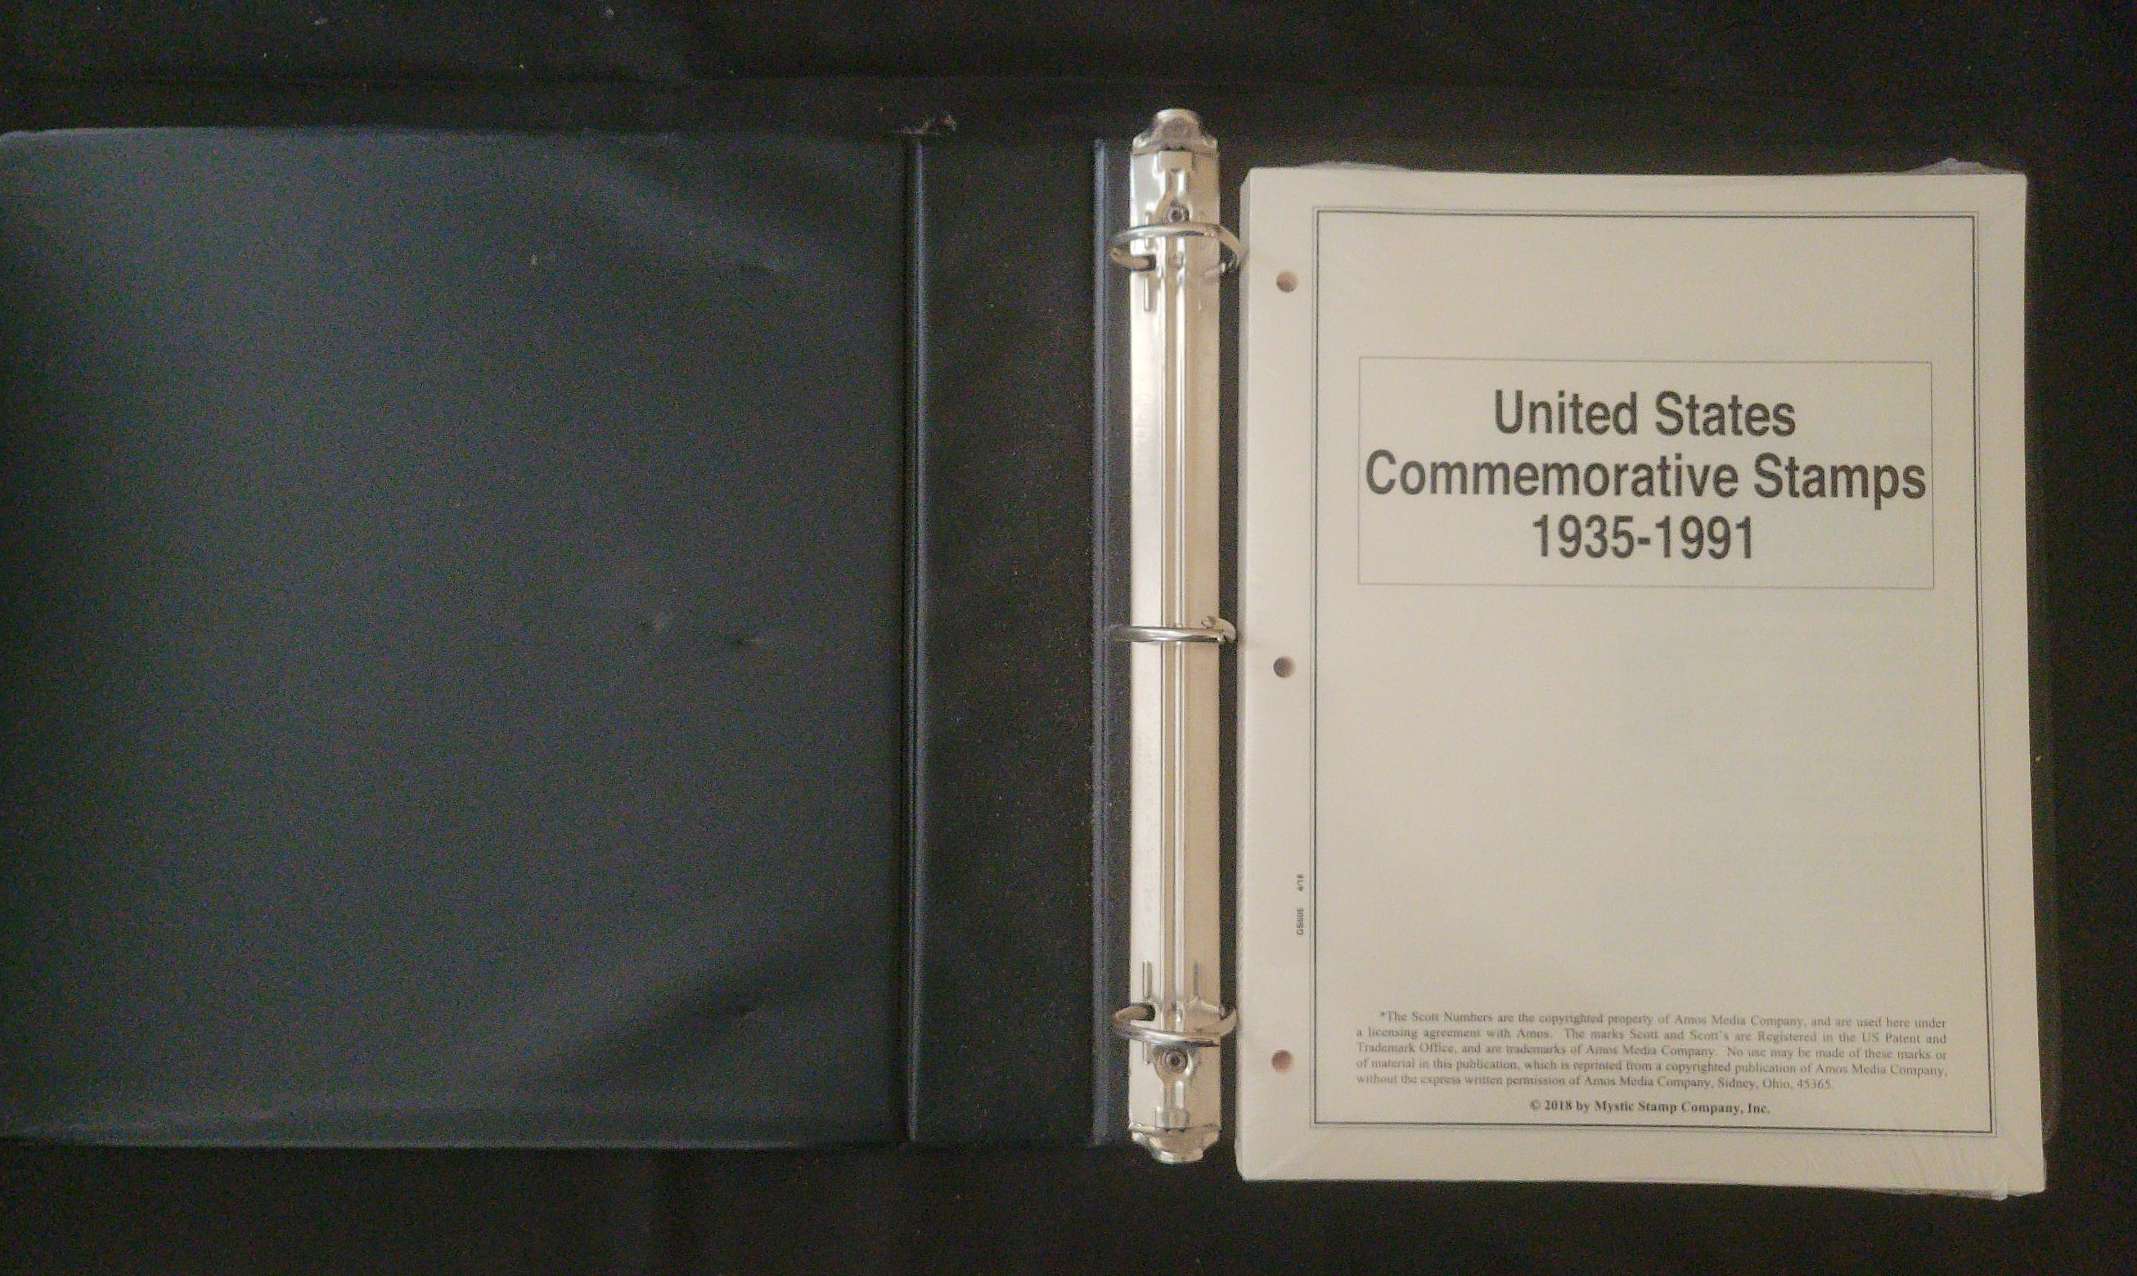 United States
Commemorative Stamps
1935-1991
GS605 4/18
*The Scott Numbers are the copyrighted property of Amos Media Company, and are used here under
a licensing agreement with Amos. The marks Scott and Scott's are Registered in the US Patent and
Trademark Office, and are trademarks of Amos Media Company. No use may be made of these marks or
of material in this publication, which is reprinted from a copyrighted publication of Amos Media Company,
without the express written permission of Amos Media Company, Sidney, Ohio, 45365.
© 2018 by Mystic Stamp Company, Inc.